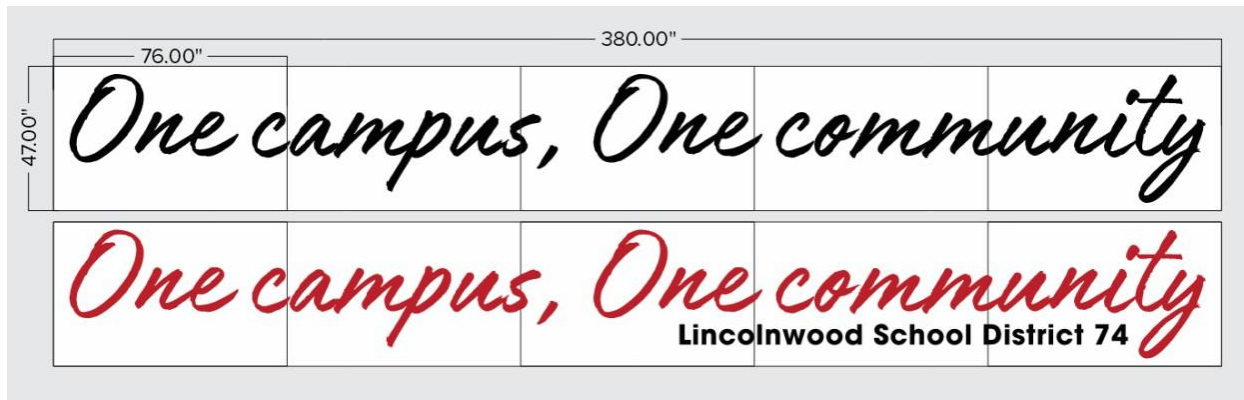 380.00"
76.00"
47.00"
One campus, One community
One campus, One community
Lincolnwood School District 74